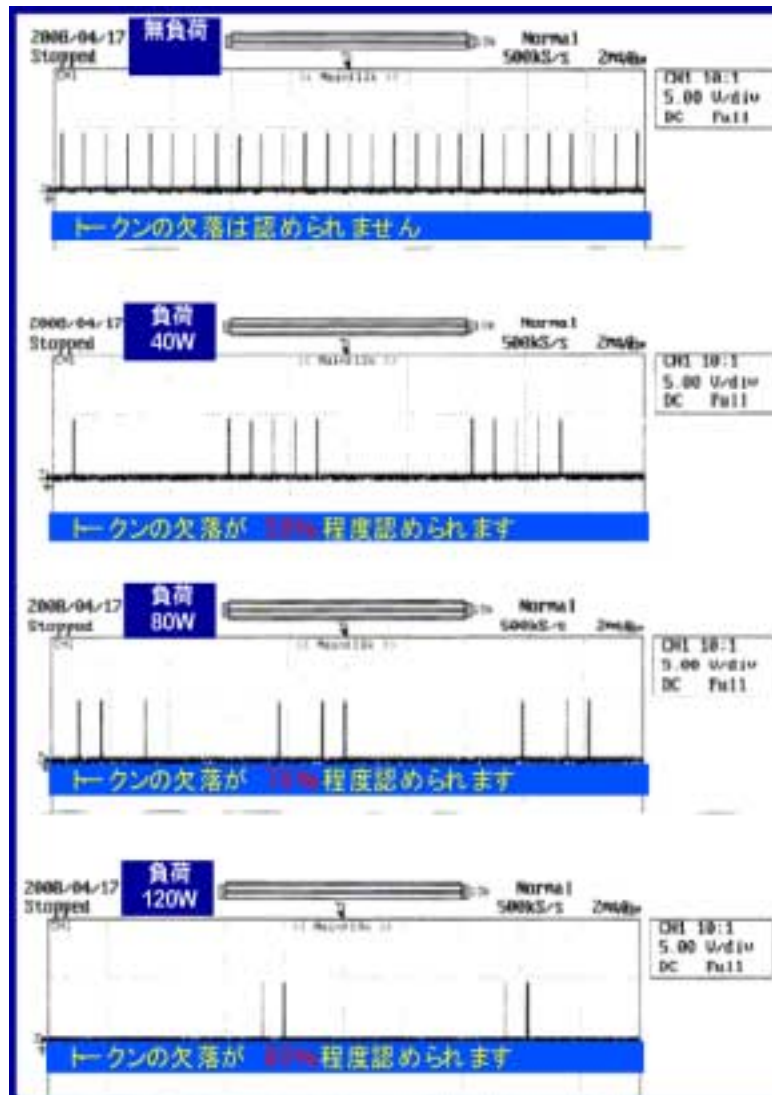 2008/04/17 無負荷 Normal
Stopped 500kS/s
CH1 CH1 10:1
5.00 V/div
DC Full
トークンの欠落は認められません
2008/04/17 負荷 Normal
Stopped 40W 500kS/s
CH1 CH1 10:1
5.00 V/div
DC Full
トークンの欠落が 程度認められます
2008/04/17 負荷 Normal
Stopped 80W 500kS/s
CH1 CH1 10:1
5.00 V/div
DC Full
トークンの欠落が 程度認められます
2008/04/17 負荷 Normal
Stopped 120W 500kS/s
CH1 CH1 10:1
5.00 V/div
DC Full
トークンの欠落が 程度認められます